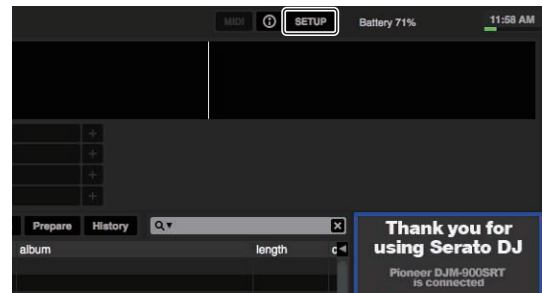 MIDI SETUP Battery 71% 11:58 AM
Prepare History
album length
Thank you for
using Serato DJ
Pioneer DJM-900SRT
is connected